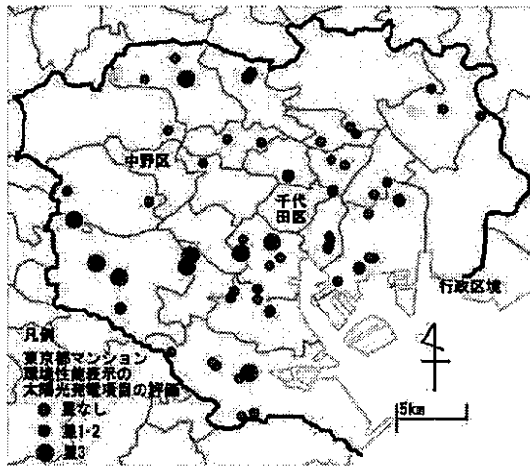 中野区
千代
田区
行政区境
凡例
東京都マンション
環境性能表示の
太陽光発電項目の評価
星なし
星1-2
星3
5km